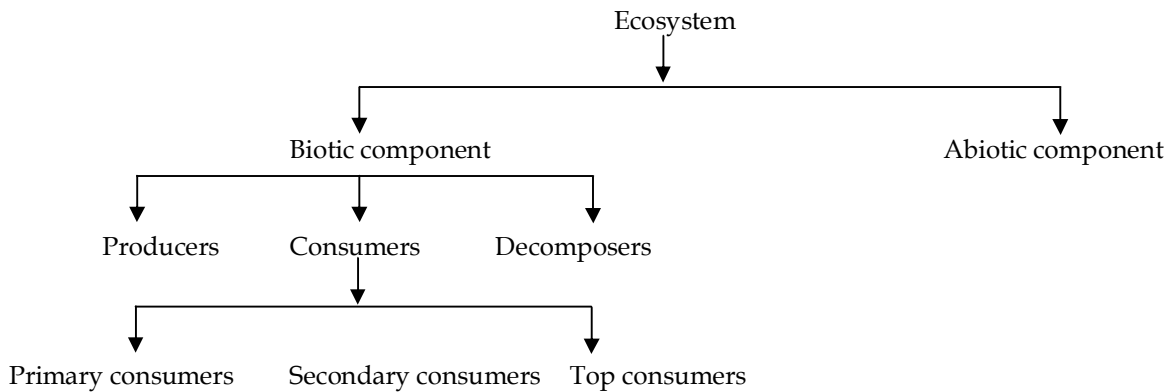 Ecosystem
Biotic component Abiotic component
Producers Consumers Decomposers
Primary consumers Secondary consumers Top consumers